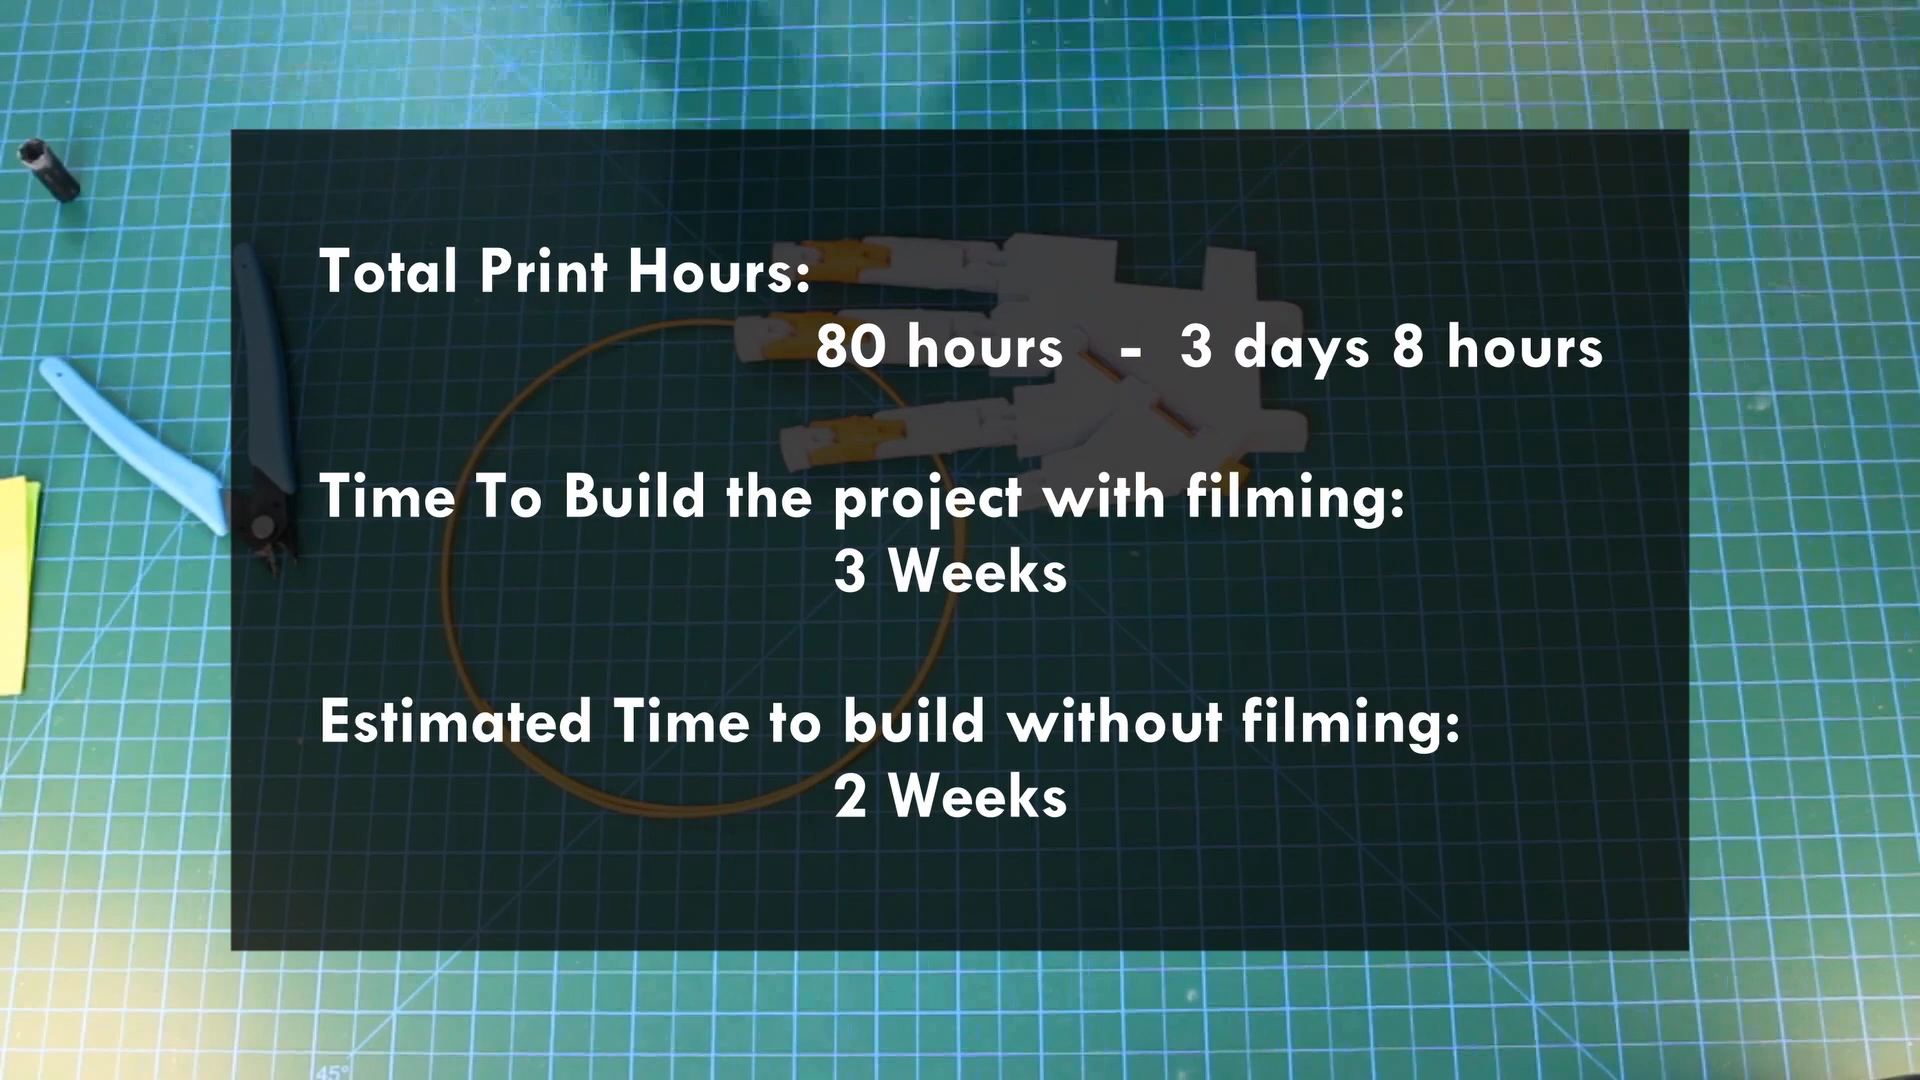 Total Print Hours:
80 hours - 3 days 8 hours
Time To Build the project with filming:
3 Weeks
Estimated Time to build without filming:
2 Weeks
45°